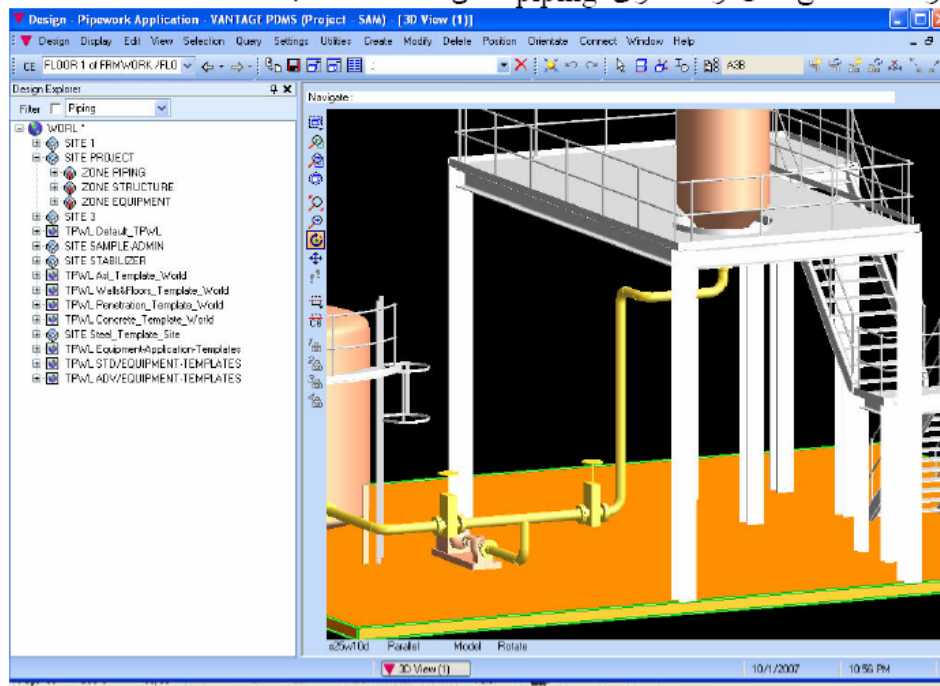 piping
Design - Pipework Application - VANTAGE PDMS (Project - SAM) - [3D View (1)]
Design Display Edit View Selection Query Settings Utilities Create Modify Delete Position Orientate Connect Window Help
CE FLOOR 1 of FRMWORK /FLO A3B
Design Explorer
Navigate :
Filter Piping
WORL *
SITE 1
SITE PROJECT
ZONE PIPING
ZONE STRUCTURE
ZONE EQUIPMENT
SITE 3
TPWL Default_TPWL
SITE SAMPLE-ADMIN
SITE STABILIZER
TPWL Asl_Template_World
TPWL Walls&Floors_Template_World
TPWL Penetration_Template_World
TPWL Concrete_Template_World
SITE Steel_Template_Site
TPWL Equipment-Application-Templates
TPWL STD/EQUIPMENT-TEMPLATES
TPWL ADV/EQUIPMENT-TEMPLATES
s25w10d Parallel Model Rotate
3D View (1) 10/1/2007 10:56 PM